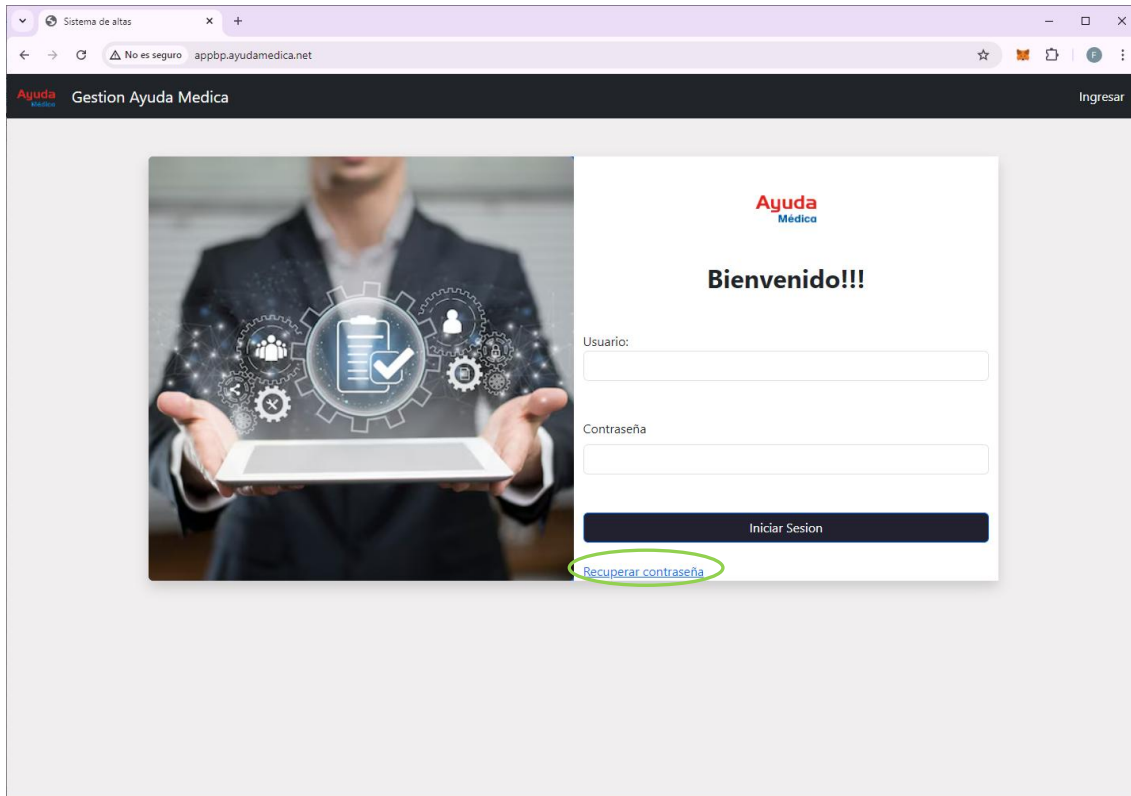 Sistema de altas
No es seguro appbp.ayudamedica.net
F
Ayuda
Médica
Gestion Ayuda Medica
Ingresar
Ayuda
Médica
Bienvenido!!!
Usuario:
Contraseña
Iniciar Sesion
Recuperar contraseña